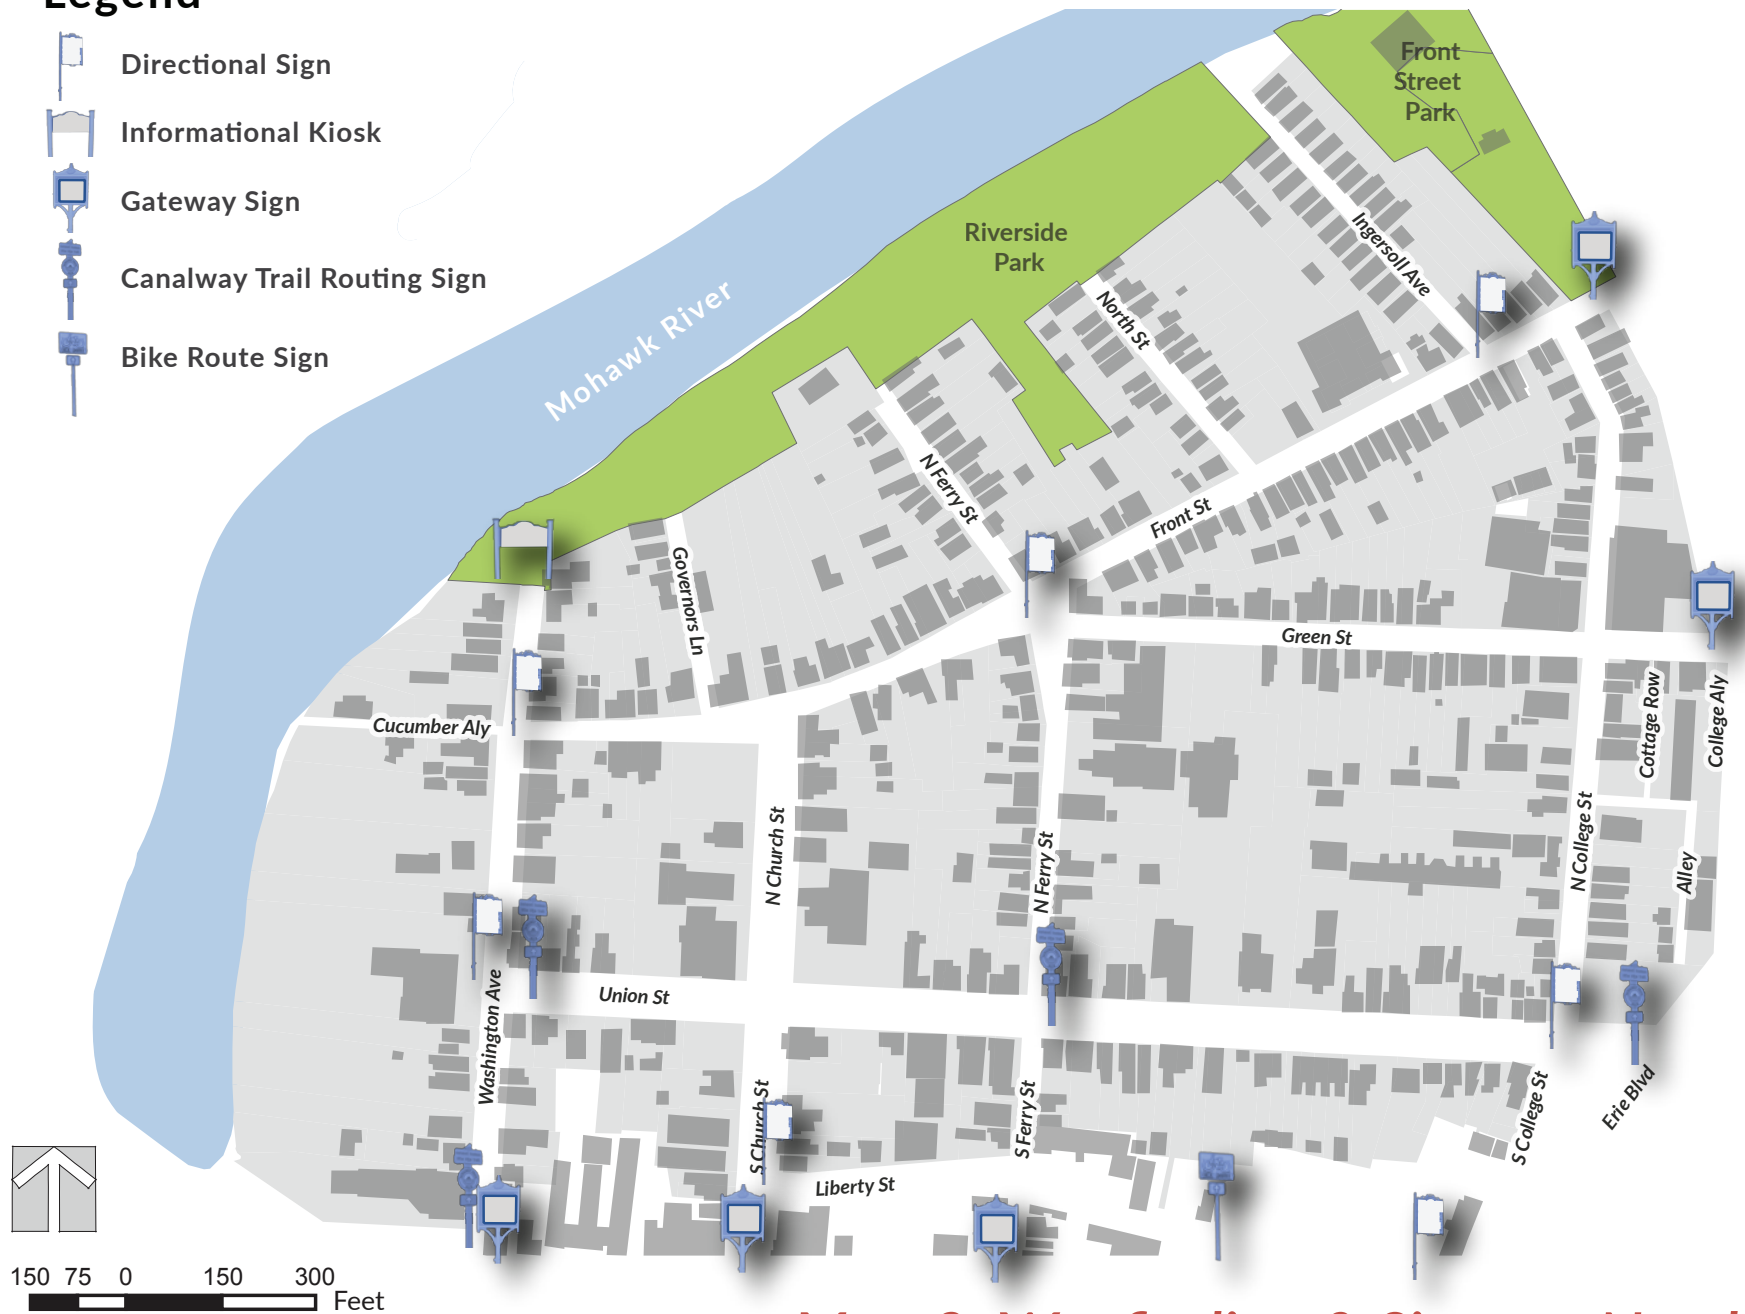 Legend
Directional Sign
Informational Kiosk
Gateway Sign
Canalway Trail Routing Sign
Bike Route Sign
Front
Street
Park
Riverside
Park
Mohawk River
Ingersoll Ave
North St
N Ferry St
Front St
Governors Ln
Green St
Cucumber Aly
Cottage Row
College Aly
N Church St
N Ferry St
N College St
Alley
Union St
Washington Ave
S Church St
S Ferry St
S College St
Erie Blvd
Liberty St
150 75 0 150 300
Feet